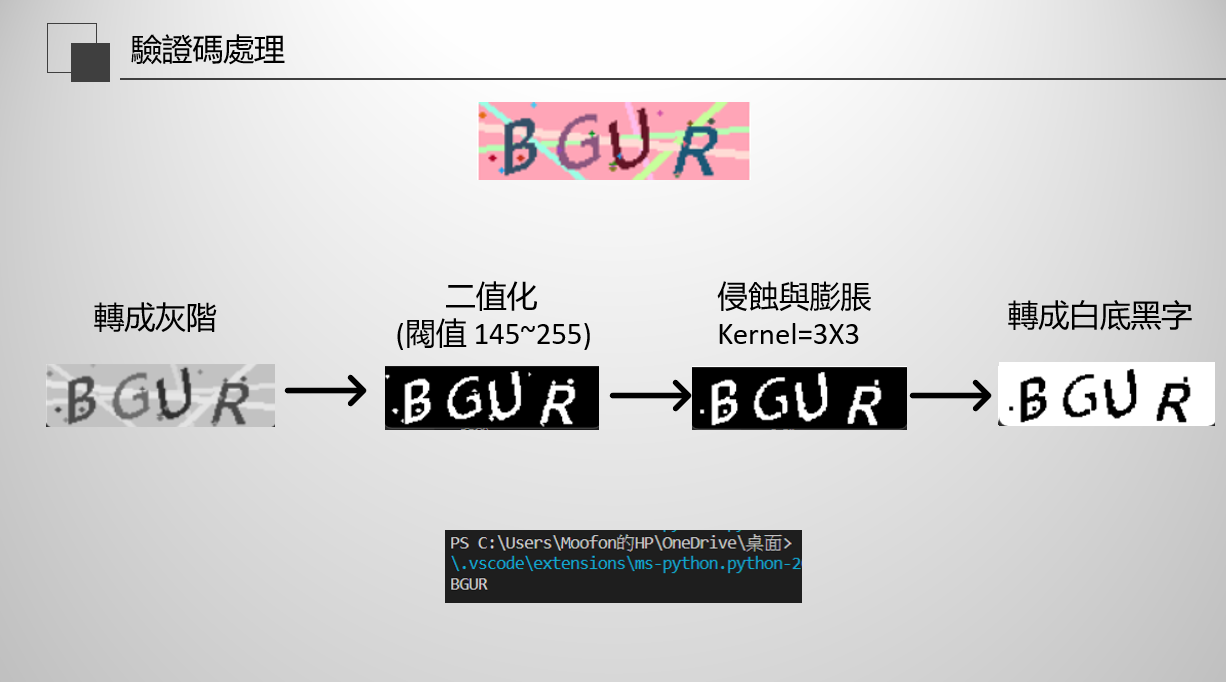 驗證碼處理
BGUR
轉成灰階
二值化
(閥值 145~255)
侵蝕與膨脹
Kernel=3X3
轉成白底黑字
BGUR
BGUR
BGUR
BGUR
PS C:\Users\Moofon的HP\OneDrive\桌面>
\.vscode\extensions\ms-python.python-2
BGUR